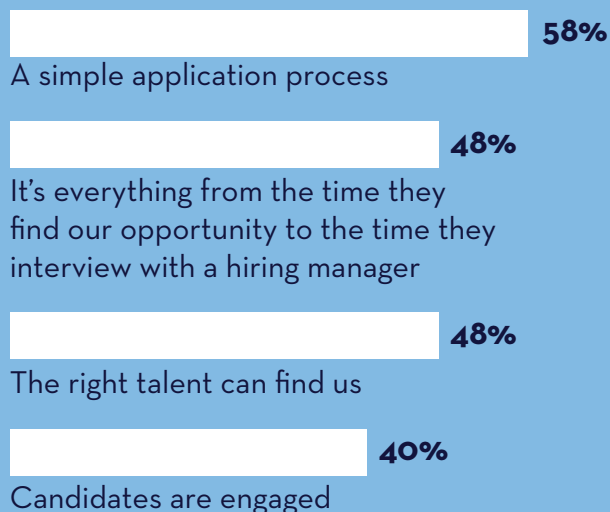 58%
A simple application process
48%
It's everything from the time they
find our opportunity to the time they
interview with a hiring manager
48%
The right talent can find us
40%
Candidates are engaged